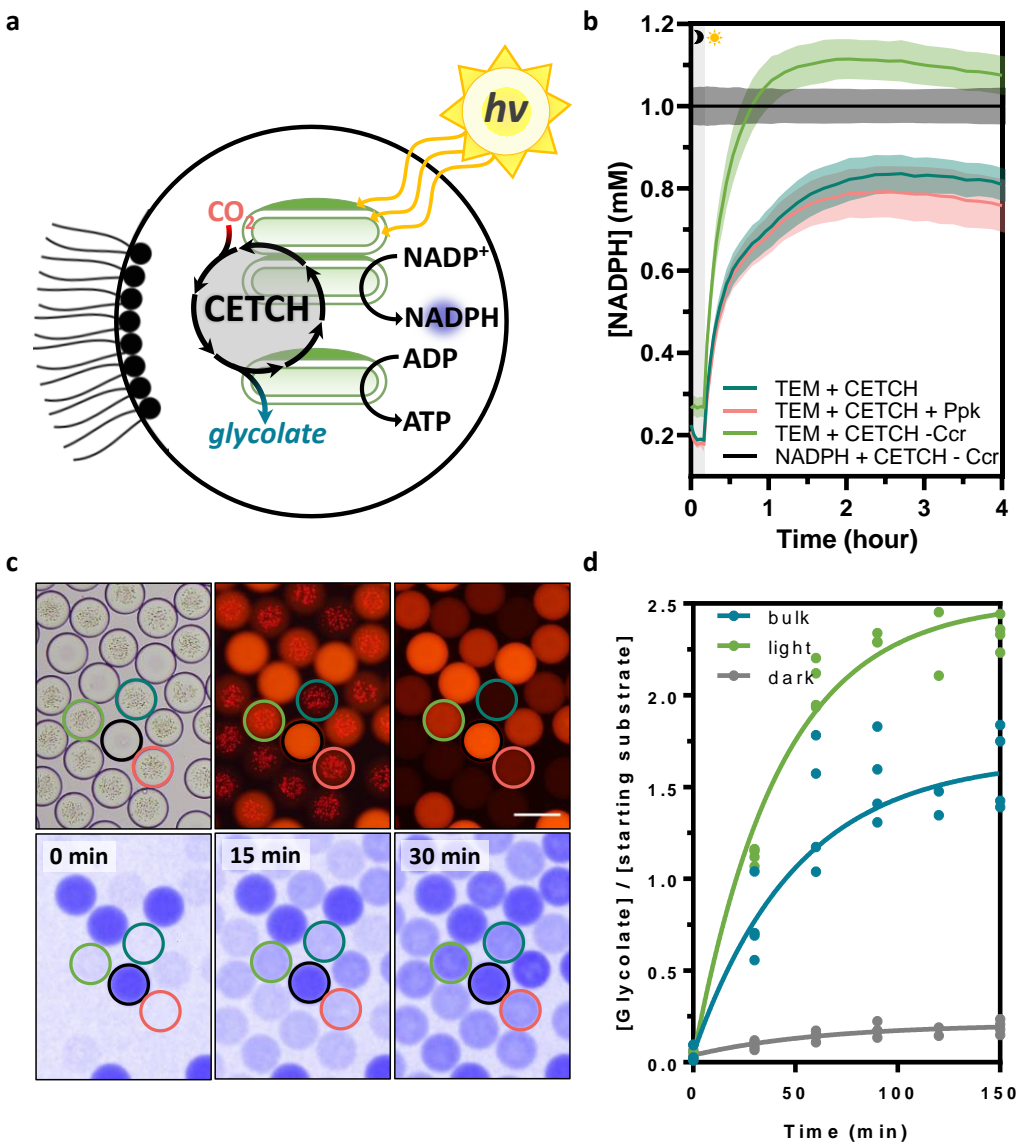 a
hv
CO2
NADP+
CETCH
NADPH
ADP
glycolate
ATP
b
[NADPH] (mM)
1.2
1.0
0.8
0.6
0.4
0.2
TEM + CETCH
TEM + CETCH + Ppk
TEM + CETCH -Ccr
NADPH + CETCH - Ccr
0 1 2 3 4
Time (hour)
c
0 min
15 min
30 min
d
[Glycolate] / [starting substrate]
2.5
2.0
1.5
1.0
0.5
0.0
bulk
light
dark
0 50 100 150
Time (min)